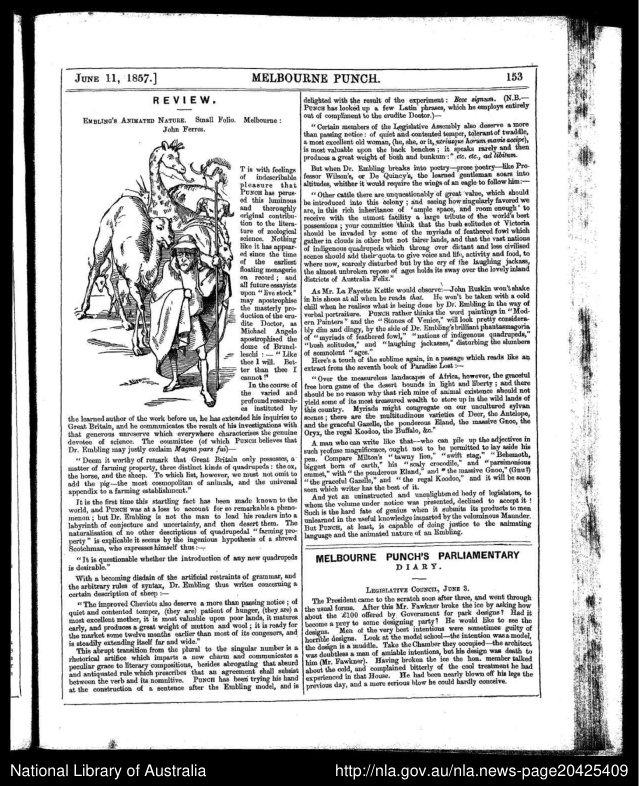 JUNE 11, 1857.]
MELBOURNE PUNCH.
153
REVIEW.
EMBLING'S ANIMATED NATURE. Small Folio. Melbourne :
John Ferres.
T is with feelings
of indescribable
pleasure that
PUNCH has perus-
ed this luminous
and thoroughly
original contribu-
tion to the litera-
ture of zoological
science. Nothing
like it has appear-
ed since the time
of the earliest
floating menagerie
on record ; and
all future essayists
upon "live stock"
may apostrophise
the masterly pro-
duction of the eru-
dite Doctor, as
Michael Angelo
apostrophised the
dome of Brunel-
leschi : — "Like
thee I will. Bet-
ter than thee I
cannot"
In the course of
the varied and
profound research-
es instituted by
the learned author of the work before us, he has extended his inquiries to
Great Britain, and he communicates the result of his investigations with
that generous unreserve which everywhere characterises the genuine
devotee of science. The committee (of which PUNCH believes that
Dr. Embling may justly exclaim Magna pars fui)—
"Deem it worthy of remark that Great Britain only possesses, a
matter of farming property, three distinct kinds of quadrupeds : the ox,
the horse, and the sheep. To which list, however, we must not omit to
add the pig—the most cosmopolitan of animals, and the universal
appendix to a farming establishment."
It is the first time this startling fact has been made known to the
world, and PUNCH was at a loss to account for so remarkable a pheno-
menon ; but Dr. Embling is not the man to lead his readers into a
labyrinth of conjecture and uncertainty, and then desert them. The
naturalisation of no other descriptions of quadrupedal "farming pro-
perty" is explicable it seems by the ingenious hypothesis of a shrewd
Scotchman, who expresses himself thus :—
"It is questionable whether the introduction of any new quadrupeds
is desirable."
With a becoming disdain of the artificial restraints of grammar, and
the arbitrary rules of syntax, Dr. Embling thus writes concerning a
certain description of sheep :—
"The improved Cheviots also deserve a more than passing notice ; of
quiet and contented temper, (they are) patient of hunger, (they are) a
most excellent mother, it is most valuable upon poor lands, it matures
early, and produces a great weight of mutton and wool ; it is ready for
the market some twelve months earlier than most of its congeners, and
is steadily extending itself far and wide."
This abrupt transition from the plural to the singular number is a
rhetorical artifice which imparts a new charm and communicates a
peculiar grace to literary compositions, besides abrogating that absurd
and antiquated rule which prescribes that an agreement shall subsist
between the verb and its nomnitive. PUNCH has been trying his hand
at the construction of a sentence after the Embling model, and is
delighted with the result of the experiment : Ecce signum. (N.B.—
PUNCH has looked up a few Latin phrases, which he employs entirely
out of compliment to the erudite Doctor.)—
"Certain members of the Legislative Assembly also deserve a more
than passing notice : of quiet and contented temper, tolerant of twaddle,
a most excellent old woman, (he, she, or it, utriusque horum mavis accipe),
is most valuable upon the back benches ; it speaks rarely and then
produces a great weight of bosh and bunkum :" etc. etc., ad libitum.
But when Dr. Embling breaks into poetry—prose poetry—like Pro-
fessor Wilson's, or De Quincy's, the learned gentleman soars into
altitudes, whither it would require the wings of an eagle to follow him :—
"Other cattle there are unquestionably of great value, which should
be introduced into this colony ; and seeing how singularly favored we
are, in this rich inheritance of 'ample space, and room enough' to
receive with the utmost facility a large tribute of the world's best
possessions ; your committee think that the bush solitudes of Victoria
should be invaded by some of the myriads of feathered fowl which
gather in clouds in other but not fairer lands, and that the vast nations
of indigenous quadrupeds which throng over distant and less civilised
scenes should add their quota to give voice and life, activity and food, to
where now, scarcely disturbed but by the cry of the laughing jackass,
the almost unbroken repose of ages holds its sway over the lovely inland
districts of Australia Felix."
As Mr. La Fayette Kettle would observe:—John Ruskin won't shake
in his shoes at all when he reads that. He won't be taken with a cold
chill when he realises what is being done by Dr. Embling in the way of
verbal portraiture. PUNCH rather thinks the word paintings in "Mod-
ern Painters" and the "Stones of Venice," will look pretty considera-
bly dim and dingy, by the side of Dr. Embling's brilliant phantasmagoria
of "myriads of feathered fowl," "nations of indigenous quadrupeds,"
"bush solitudes," and "laughing jackasses," disturbing the slumbers
of somnolent "ages."
Here's a touch of the sublime again, in a passage which reads like an
extract from the seventh book of Paradise Lost :—
"Over the measureless landscapes of Africa, however, the graceful
free born game of the desert bounds in light and liberty ; and there
should be no reason why that rich mine of animal existence should not
yield some of its most treasured wealth to store up in the wild lands of
this country. Myriads might congregate on our uncultured sylvan
scenes ; there are the multitudinous varieties of Deer, the Antelope,
and the graceful Gazelle, the ponderous Eland, the massive Gnoo, the
Oryx, the regal Koodoo, the Buffalo, &c."
A man who can write like that—who can pile up the adjectives in
such profuse magnificence, ought not to be permitted to lay aside his
pen. Compare Milton's "tawny lion," "swift stag," "Behemoth,
biggest born of earth," his "scaly crocodile," and "parsimonious
emmet," with "the ponderous Eland," and "the massive Gnoo," (Gnu?)
"the graceful Gazelle," and "the regal Koodoo," and it will be soon
seen which writer has the best of it.
And yet an uninstructed and unenlightened body of legislators, to
whom the volume under notice was presented, declined to accept it !
Such is the hard fate of genius when it submits its products to men
unlearned in the useful knowledge imparted by the voluminous Maunder.
But PUNCH, at least, is capable of doing justice to the animating
language and the animated nature of an Embling.
MELBOURNE PUNCH'S PARLIAMENTARY
DIARY.
LEGISLATIVE COUNCIL, JUNE 3.
The President came to the scratch soon after three, and went through
the usual forms. After this Mr. Fawkner broke the ice by asking how
about the £100 offered by Government for park designs? Had it
become a prey to some designing party? He would like to see the
designs. Men of the very best intentions were sometimes guilty of
horrible designs. Look at the model school—the intention was a model,
the design is a muddle. Take the Chamber they occupied—the architect
was doubtless a man of amiable intentions, but his design was death to
him (Mr. Fawkner). Having broken the ice the hon. member talked
about the cold, and complained bitterly of the cool treatment he had
experienced in that House. He had been nearly blown off his legs the
previous day, and a more serious blow he could hardly conceive.
National Library of Australia
http://nla.gov.au/nla.news-page20425409